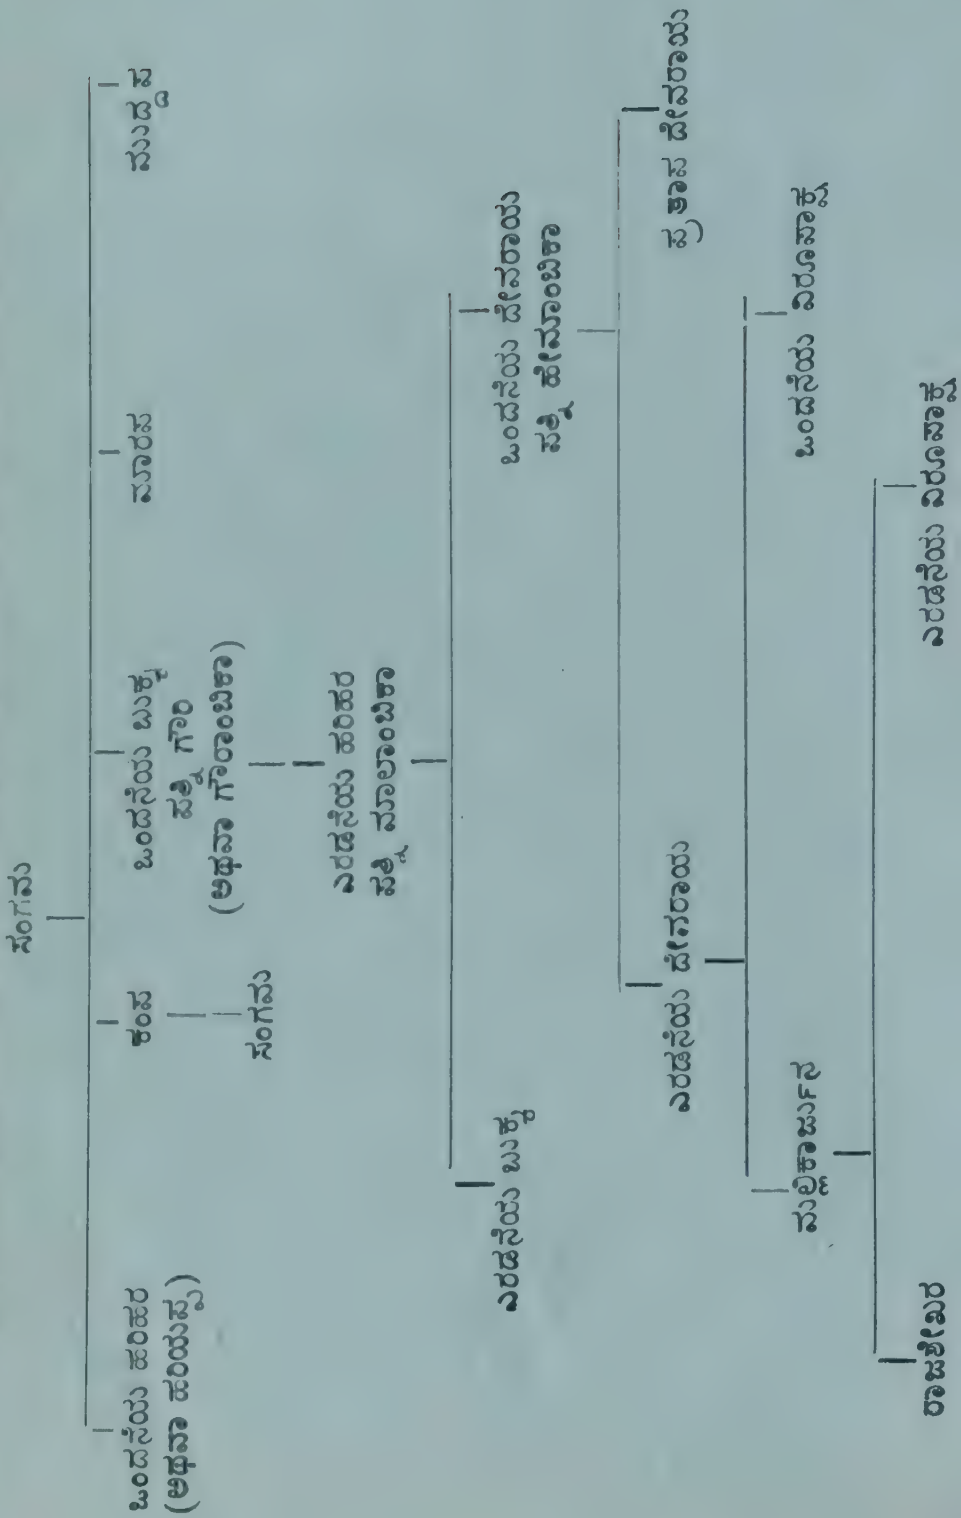 ಸಂಗಮ
ಒಂದನೆಯ ಹರಿಹರ
(ಅಥವಾ ಹರಿಯಪ್ಪ)
ಕಂಪ
ಸಂಗಮ
ಒಂದನೆಯ ಬುಕ್ಕ
ಪತ್ನಿ ಗೌರಿ
(ಅಥವಾ ಗೌರಾಂಬಿಕಾ)
ಮಾರಪ
ಮುದ್ದಪ
ಎರಡನೆಯ ಹರಿಹರ
ಪತ್ನಿ ಮಾಲಾಂಬಿಕಾ
ಎರಡನೆಯ ಬುಕ್ಕ
ಒಂದನೆಯ ದೇವರಾಯ
ಪತ್ನಿ ಹೇಮಾಂಬಿಕಾ
ಎರಡನೆಯ ದೇವರಾಯ
ಪ್ರತಾಪ ದೇವರಾಯ
ಮಲ್ಲಿಕಾರ್ಜುನ
ಒಂದನೆಯ ವಿರೂಪಾಕ್ಷ
ರಾಜಶೇಖರ
ಎರಡನೆಯ ವಿರೂಪಾಕ್ಷ